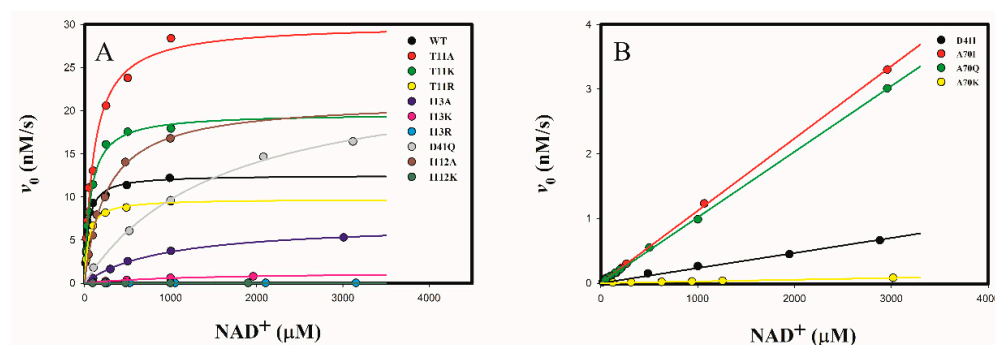 A
30
25
20
15
10
5
0
v0 (nM/s)
0
1000
2000
3000
4000
NAD+ (μM)
WT
T11A
T11K
T11R
I13A
I13K
I13R
D41Q
I112A
I112K
B
4
3
2
1
0
v0 (nM/s)
0
1000
2000
3000
4000
NAD+ (μM)
D41I
A70I
A70Q
A70K